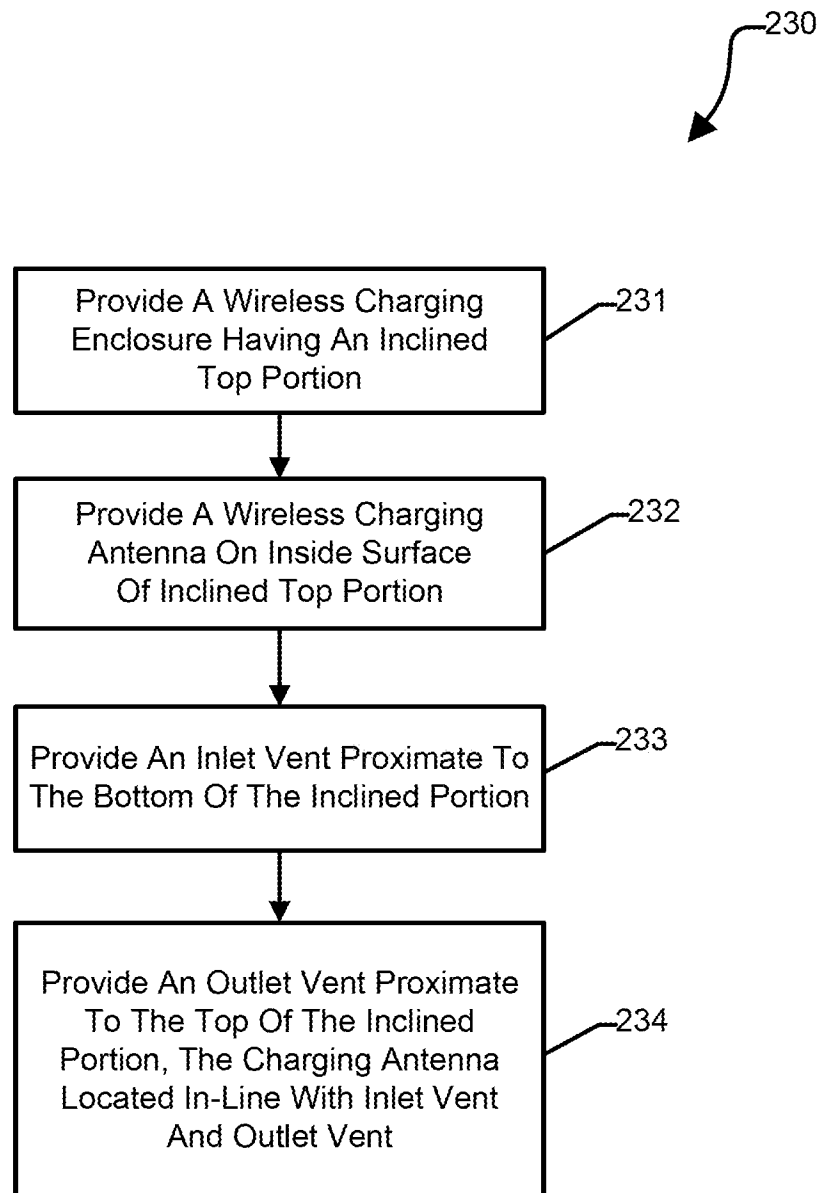 230
Provide A Wireless Charging
Enclosure Having An Inclined
Top Portion
231
Provide A Wireless Charging
Antenna On Inside Surface
Of Inclined Top Portion
232
Provide An Inlet Vent Proximate To
The Bottom Of The Inclined Portion
233
Provide An Outlet Vent Proximate
To The Top Of The Inclined
Portion, The Charging Antenna
Located In-Line With Inlet Vent
And Outlet Vent
234